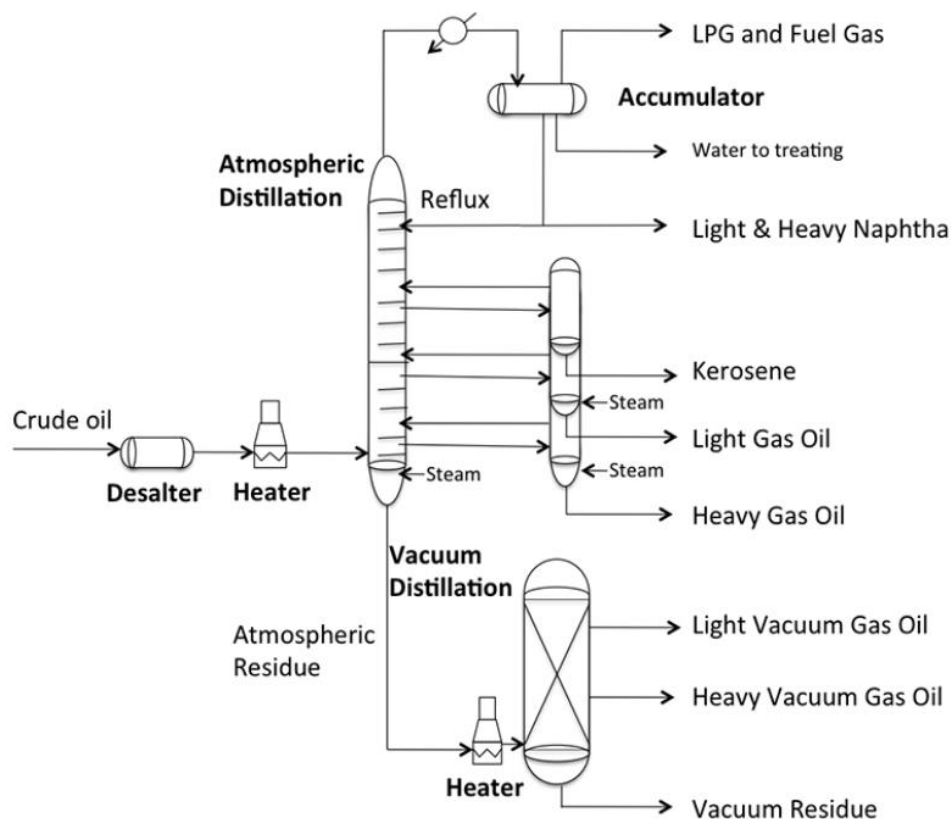 LPG and Fuel Gas
Accumulator
Water to treating
Atmospheric
Distillation
Reflux
Light & Heavy Naphtha
Kerosene
Steam
Crude oil
Light Gas Oil
Steam
Steam
Desalter
Heater
Heavy Gas Oil
Vacuum
Distillation
Light Vacuum Gas Oil
Atmospheric
Residue
Heavy Vacuum Gas Oil
Heater
Vacuum Residue